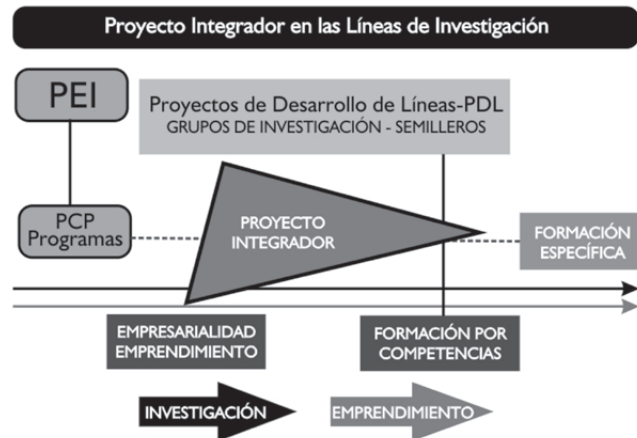 Proyecto Integrador en las Líneas de Investigación
PEI
Proyectos de Desarrollo de Líneas-PDL
GRUPOS DE INVESTIGACIÓN - SEMILLEROS
PCP
Programas
PROYECTO
INTEGRADOR
FORMACIÓN
ESPECÍFICA
EMPRESARIALIDAD
EMPRENDIMIENTO
FORMACIÓN POR
COMPETENCIAS
INVESTIGACIÓN
EMPRENDIMIENTO